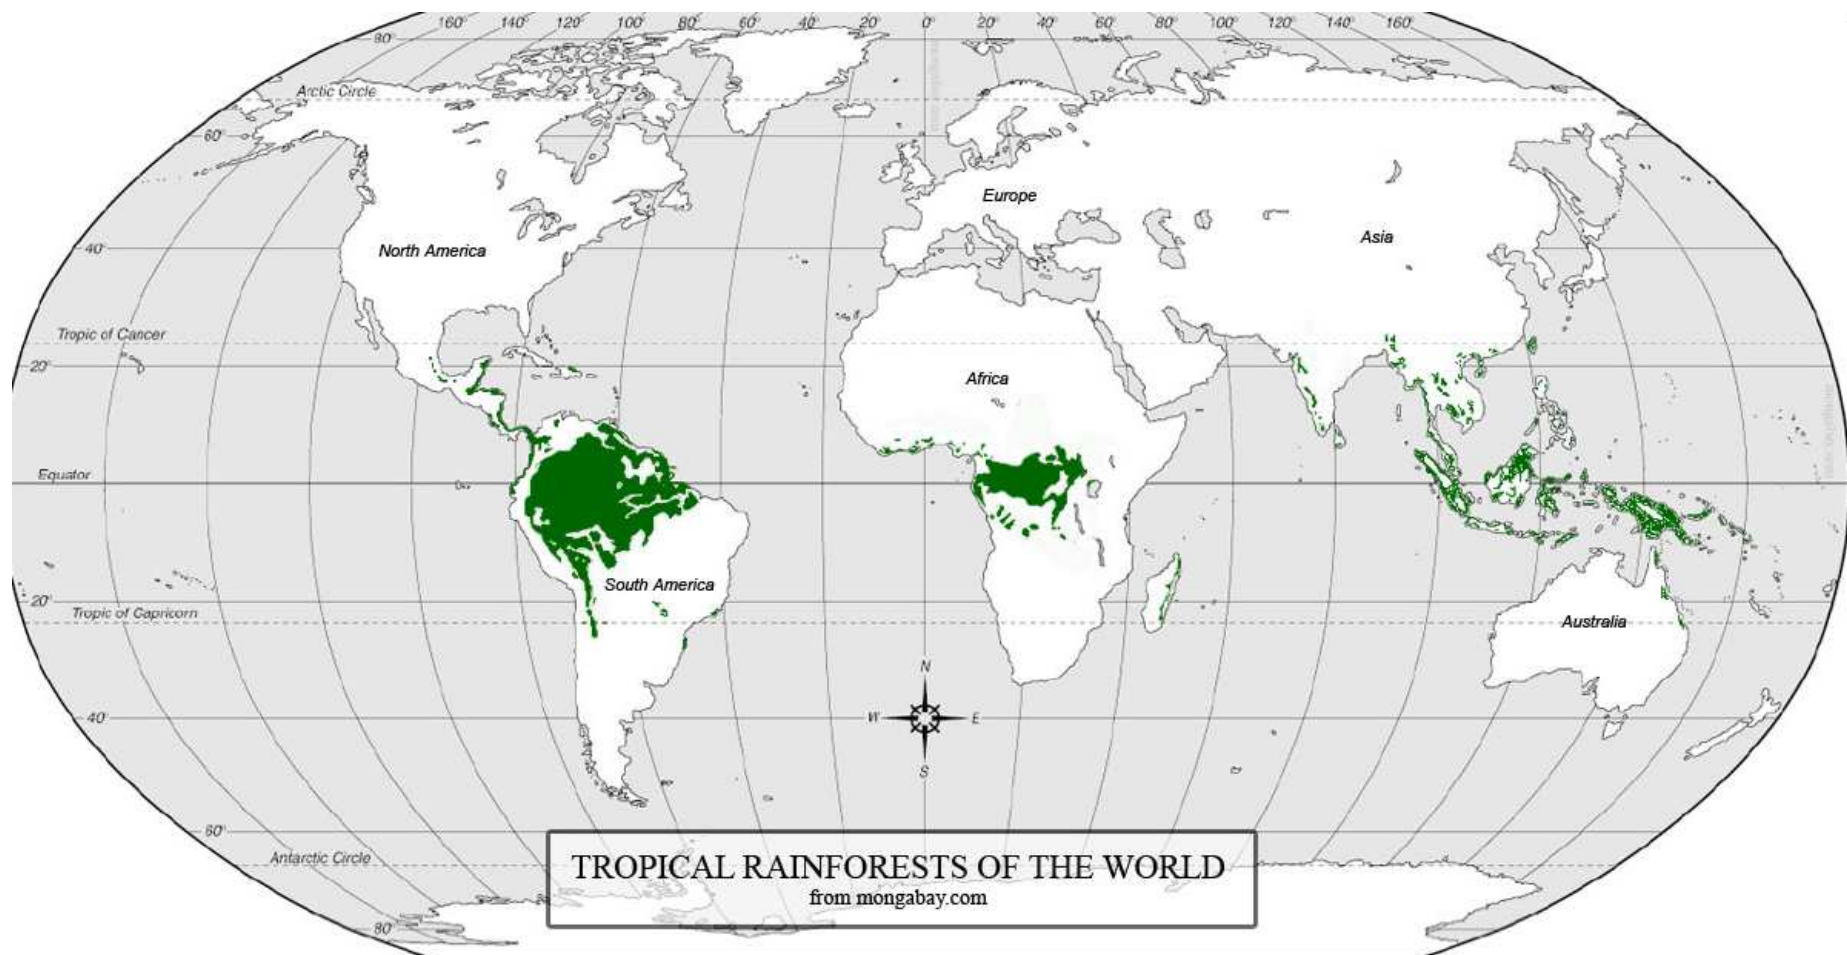 160° 140° 120° 100° 80° 60° 40° 20° 0° 20° 40° 60° 80° 100° 120° 140° 160°
80°
Arctic Circle
60°
Europe
Asia
40°
North America
Tropic of Cancer
20°
Africa
Equator
South America
20°
Tropic of Capricorn
Australia
N
W E
S
40°
60°
Antarctic Circle
TROPICAL RAINFORESTS OF THE WORLD
from mongabay.com
80°